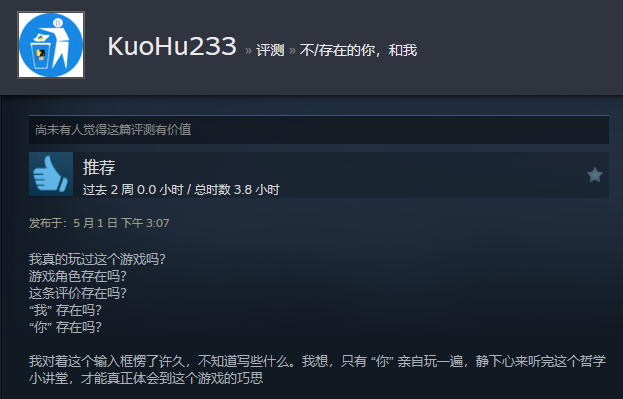 KuoHu233 » 评测 » 不/存在的你，和我
尚未有人觉得这篇评测有价值
推荐
过去 2 周 0.0 小时 / 总时数 3.8 小时
发布于：5 月 1 日 下午 3:07
我真的玩过这个游戏吗？
游戏角色存在吗？
这条评价存在吗？
“我” 存在吗？
“你” 存在吗？
我对着这个输入框愣了许久，不知道写些什么。我想，只有 “你” 亲自玩一遍，静下心来听完这个哲学
小讲堂，才能真正体会到这个游戏的巧思